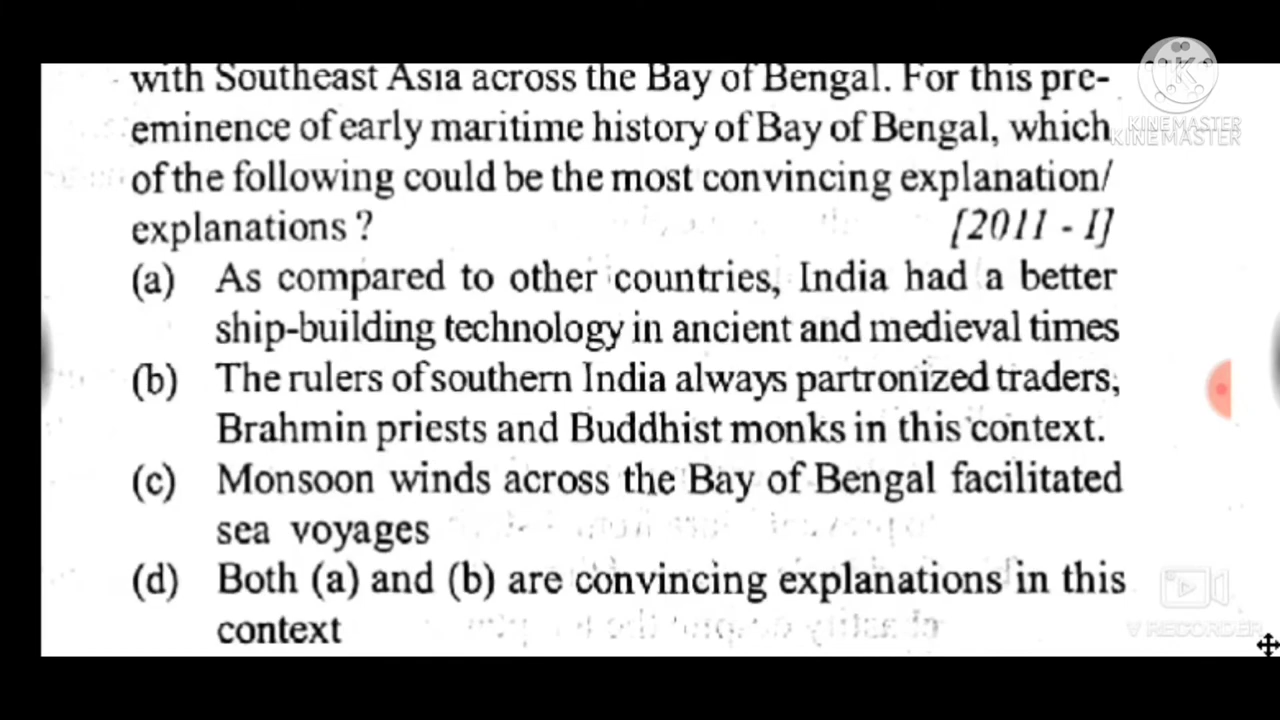 with Southeast Asia across the Bay of Bengal. For this pre-
eminence of early maritime history of Bay of Bengal, which
of the following could be the most convincing explanation/
explanations ? [2011 - I]
(a) As compared to other countries, India had a better
ship-building technology in ancient and medieval times
(b) The rulers of southern India always partronized traders,
Brahmin priests and Buddhist monks in this context.
(c) Monsoon winds across the Bay of Bengal facilitated
sea voyages
(d) Both (a) and (b) are convincing explanations in this
context
K
KINEMASTER
KINEMASTER
V RECORDER